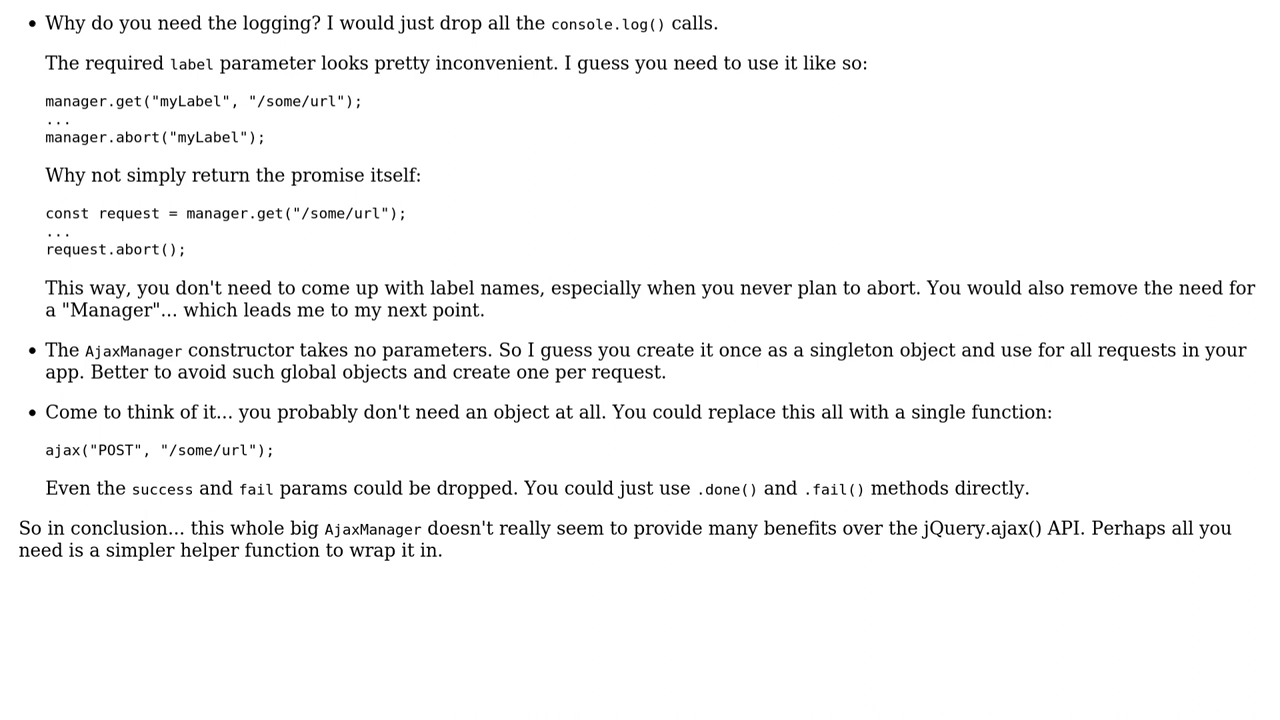 • Why do you need the logging? I would just drop all the console.log() calls.
The required label parameter looks pretty inconvenient. I guess you need to use it like so:
manager.get("myLabel", "/some/url");
...
manager.abort("myLabel");
Why not simply return the promise itself:
const request = manager.get("/some/url");
...
request.abort();
This way, you don't need to come up with label names, especially when you never plan to abort. You would also remove the need for
a "Manager"... which leads me to my next point.
• The AjaxManager constructor takes no parameters. So I guess you create it once as a singleton object and use for all requests in your
app. Better to avoid such global objects and create one per request.
• Come to think of it... you probably don't need an object at all. You could replace this all with a single function:
ajax("POST", "/some/url");
Even the success and fail params could be dropped. You could just use .done() and .fail() methods directly.
So in conclusion... this whole big AjaxManager doesn't really seem to provide many benefits over the jQuery.ajax() API. Perhaps all you
need is a simpler helper function to wrap it in.